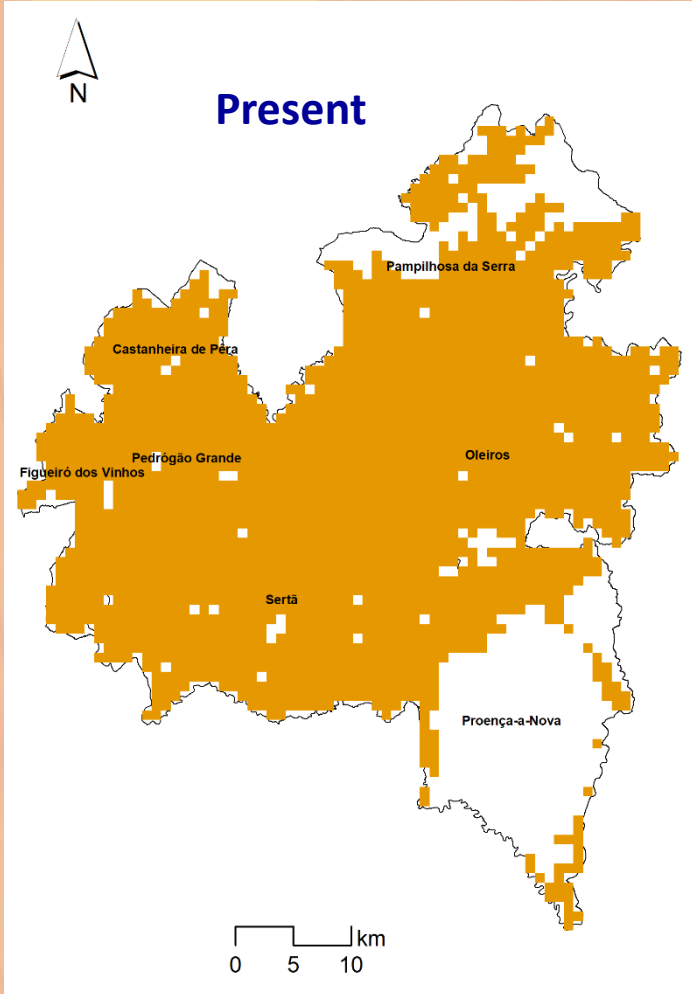 N
Present
Pampilhosa da Serra
Castanheira de Pêra
Pedrógão Grande
Oleiros
Figueiró dos Vinhos
Sertã
Proença-a-Nova
km
0 5 10